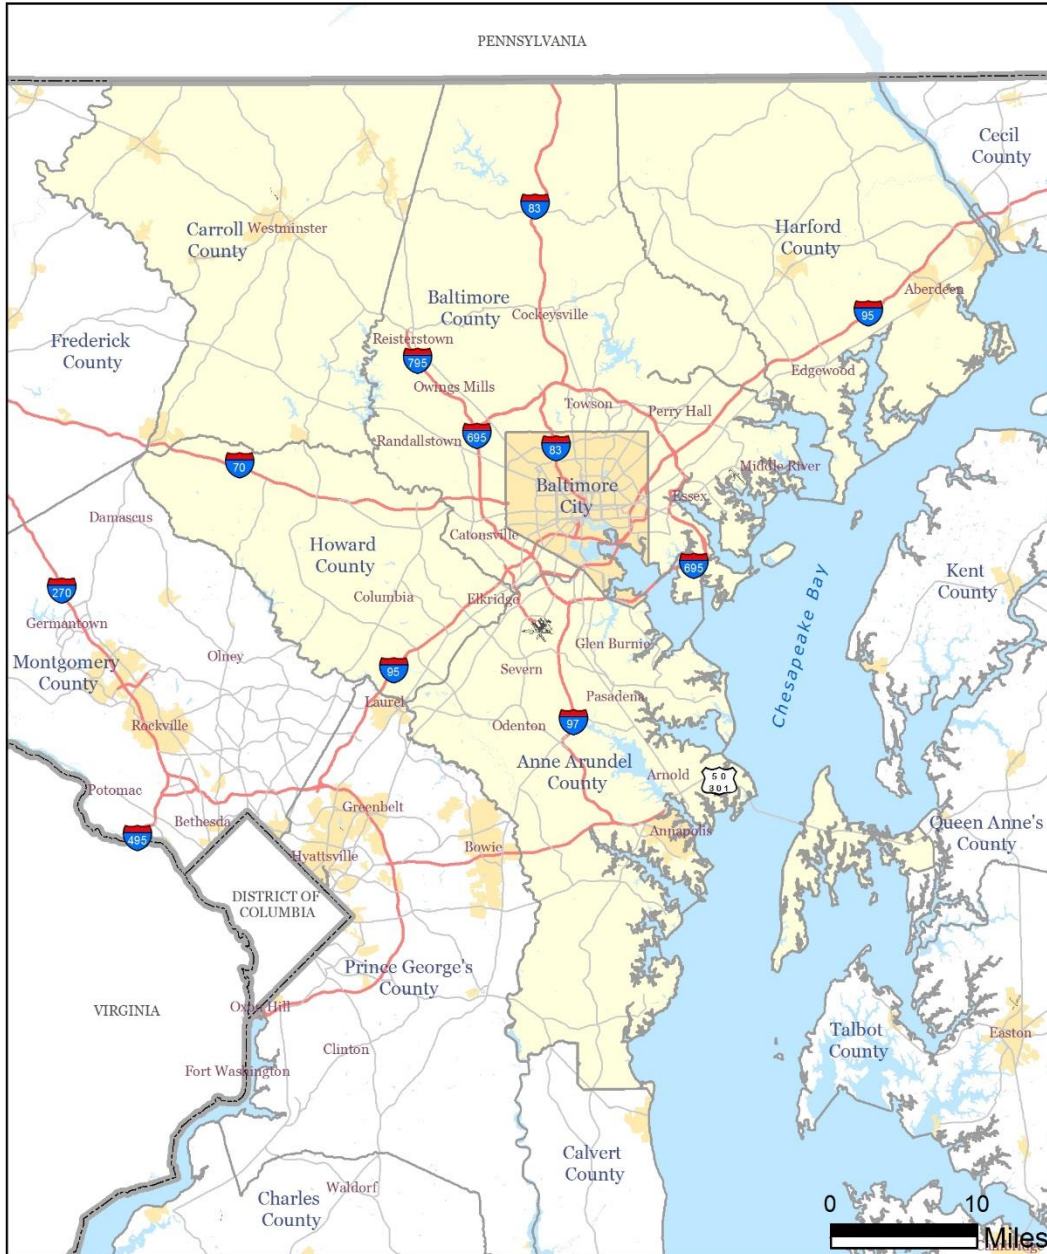 PENNSYLVANIA
Cecil
County
83
Carroll
County
Westminster
Harford
County
Aberdeen
Baltimore
County
Cockeysville
95
Frederick
County
Reisterstown
795
Owings Mills
Edgewood
Towson
Perry Hall
Randallstown
695
83
70
Middle River
Baltimore
City
Essex
Damascus
Catonsville
Howard
County
695
Kent
County
270
Columbia
Elkridge
Germantown
Glen Burnie
Chesapeake Bay
Olney
Montgomery
County
95
Severn
Laurel
Pasadena
Rockville
Odenton
97
Anne Arundel
County
Arnold
50
301
Potomac
Greenbelt
Bethesda
495
Annapolis
Queen Anne's
County
Hyattsville
Bowie
DISTRICT OF
COLUMBIA
Prince George's
County
VIRGINIA
Oxon Hill
Talbot
County
Easton
Clinton
Fort Washington
Calvert
County
Waldorf
Charles
County
0 10
Miles
Cambridge